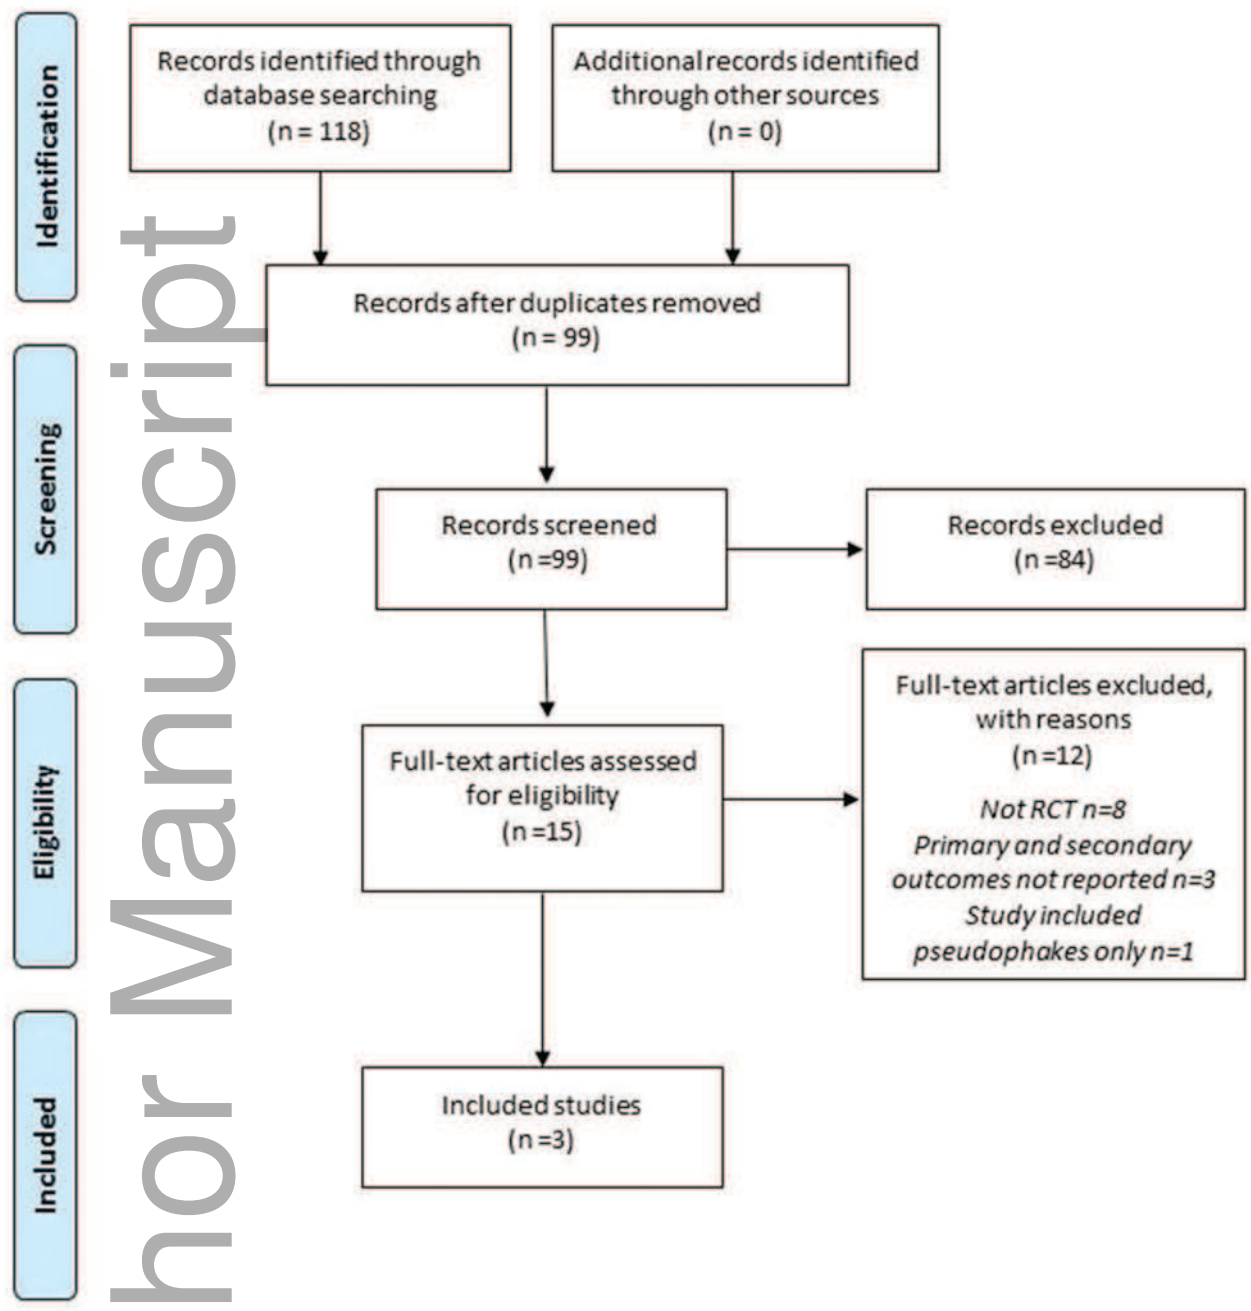 Identification
Records identified through
database searching
(n = 118)
Additional records identified
through other sources
(n = 0)
Records after duplicates removed
(n = 99)
Screening
Records screened
(n =99)
Records excluded
(n =84)
Eligibility
Full-text articles assessed
for eligibility
(n =15)
Full-text articles excluded,
with reasons
(n =12)
Not RCT n=8
Primary and secondary
outcomes not reported n=3
Study included
pseudophakes only n=1
Included
Included studies
(n =3)
hor Manuscript